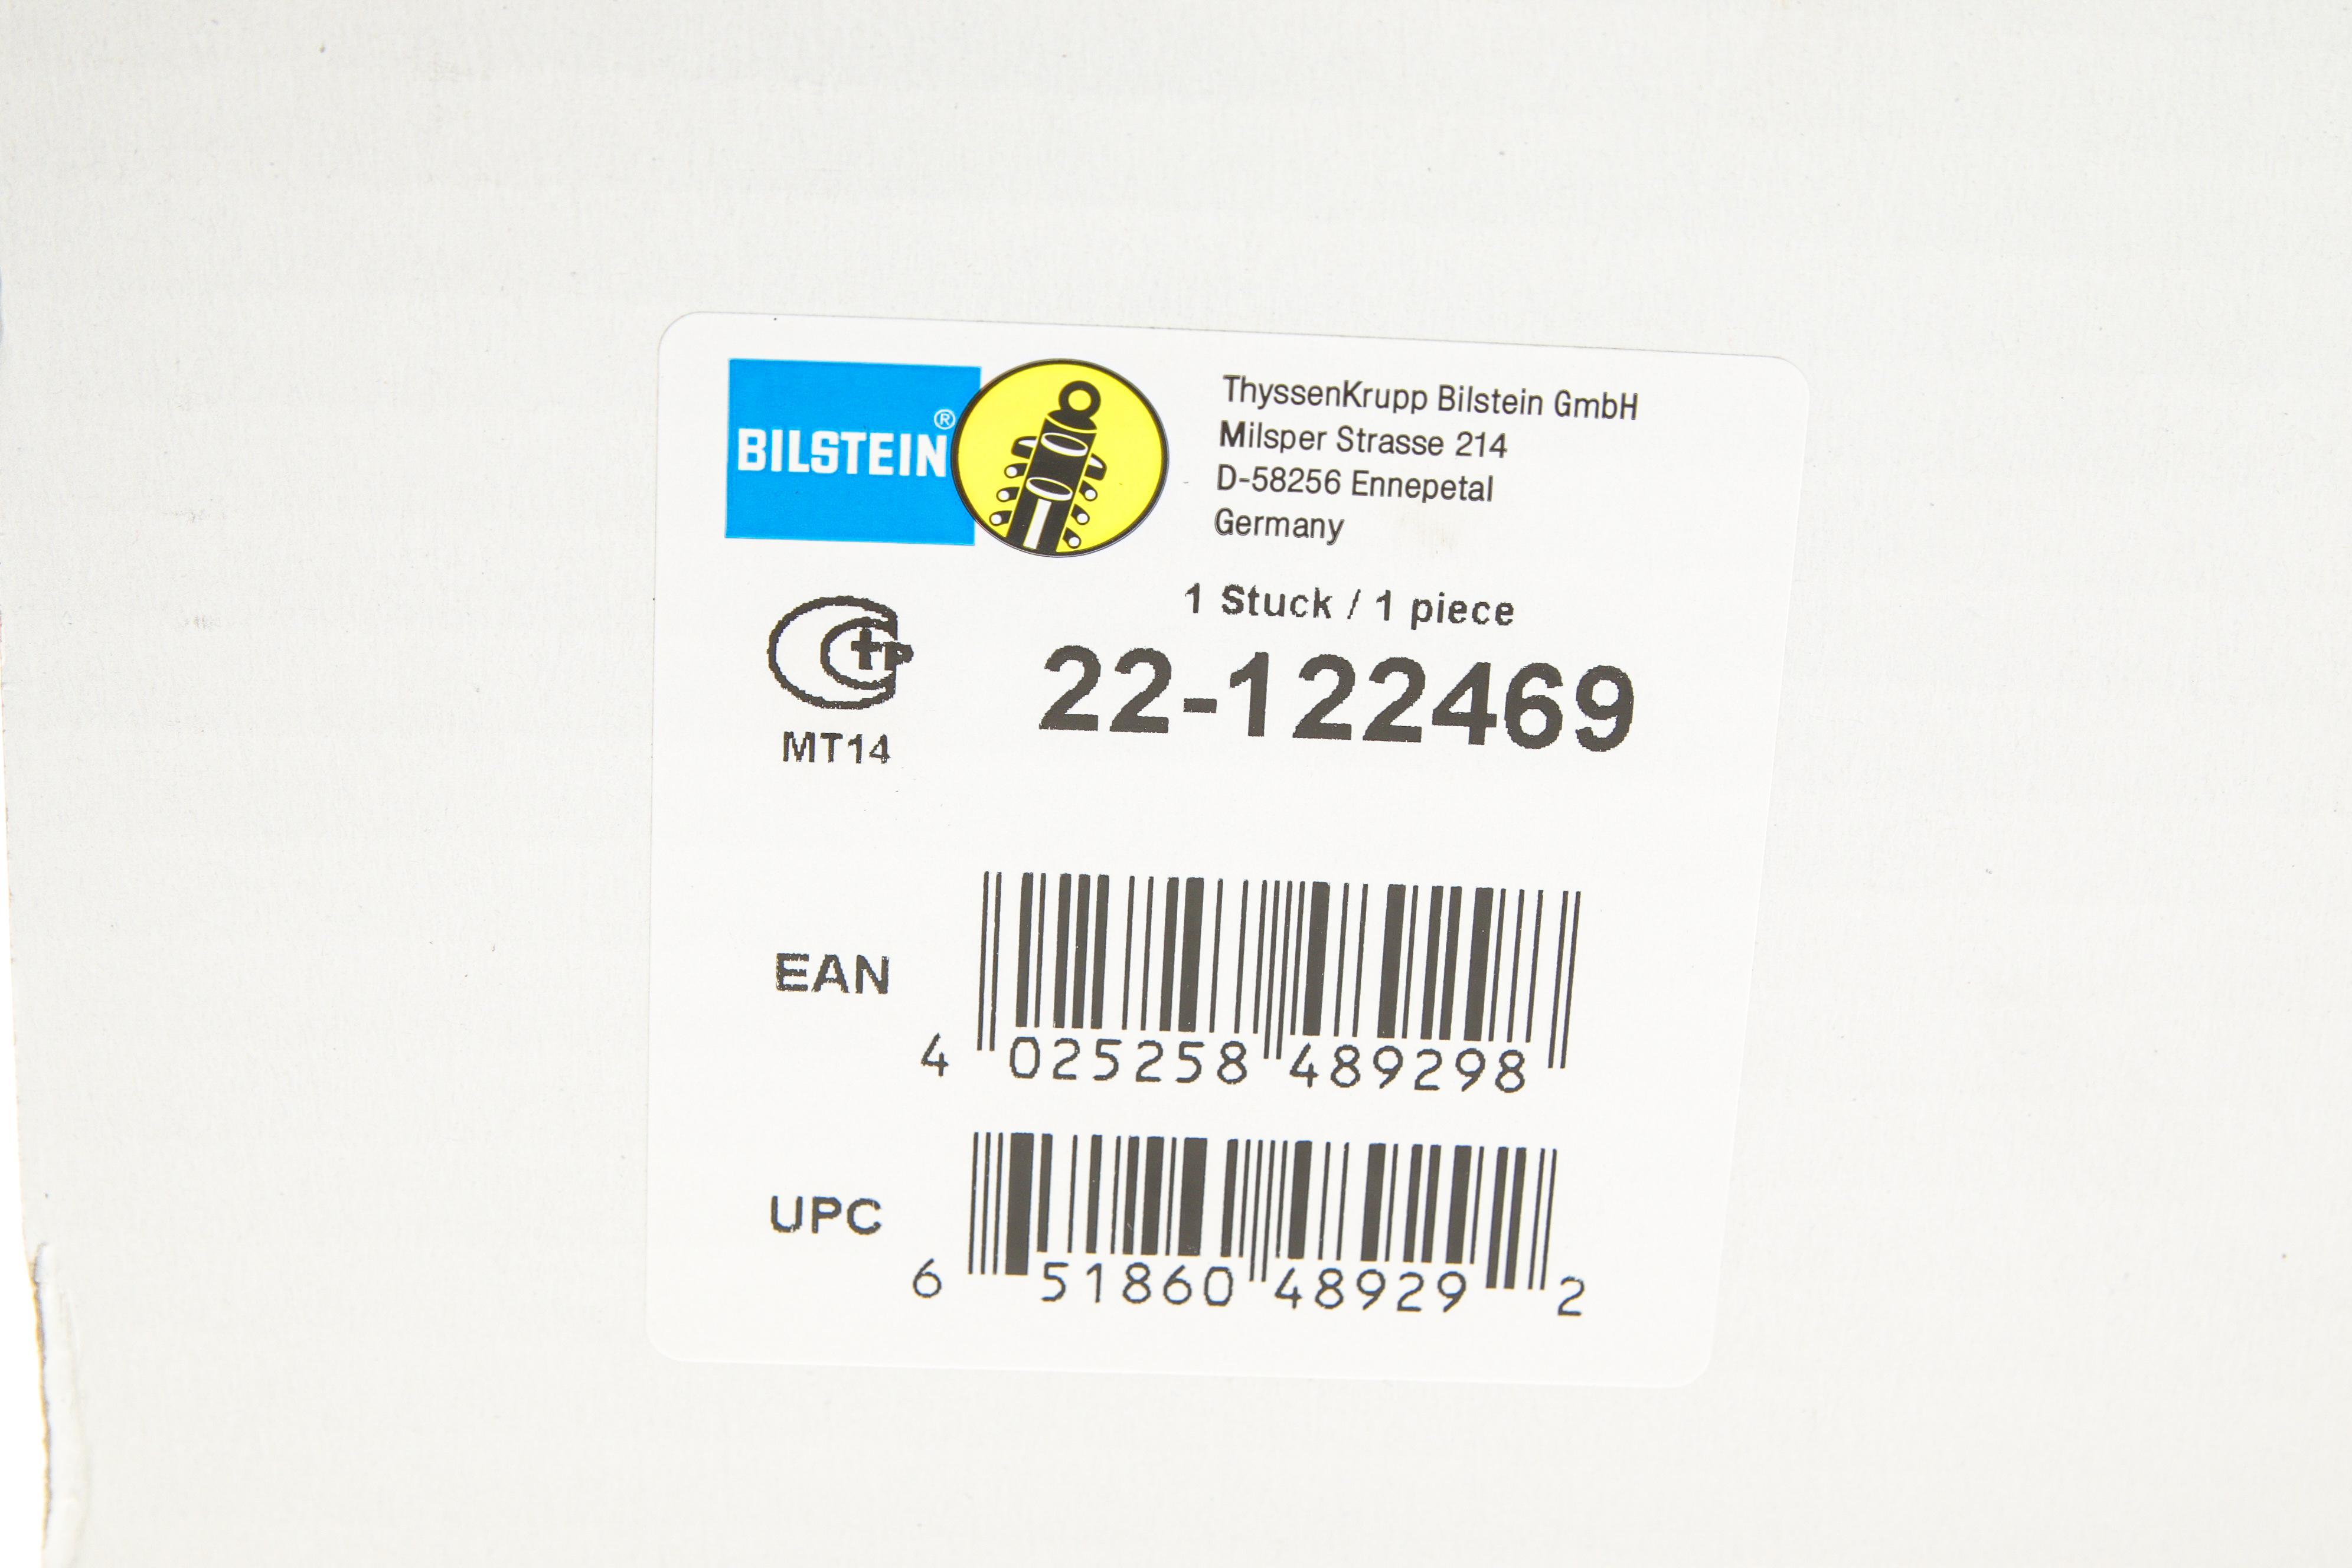 BILSTEIN®
ThyssenKrupp Bilstein GmbH
Milsper Strasse 214
D-58256 Ennepetal
Germany
1 Stuck / 1 piece
22-122469
MT14
EAN
4 025258 489298
UPC
6 51860 48929 2